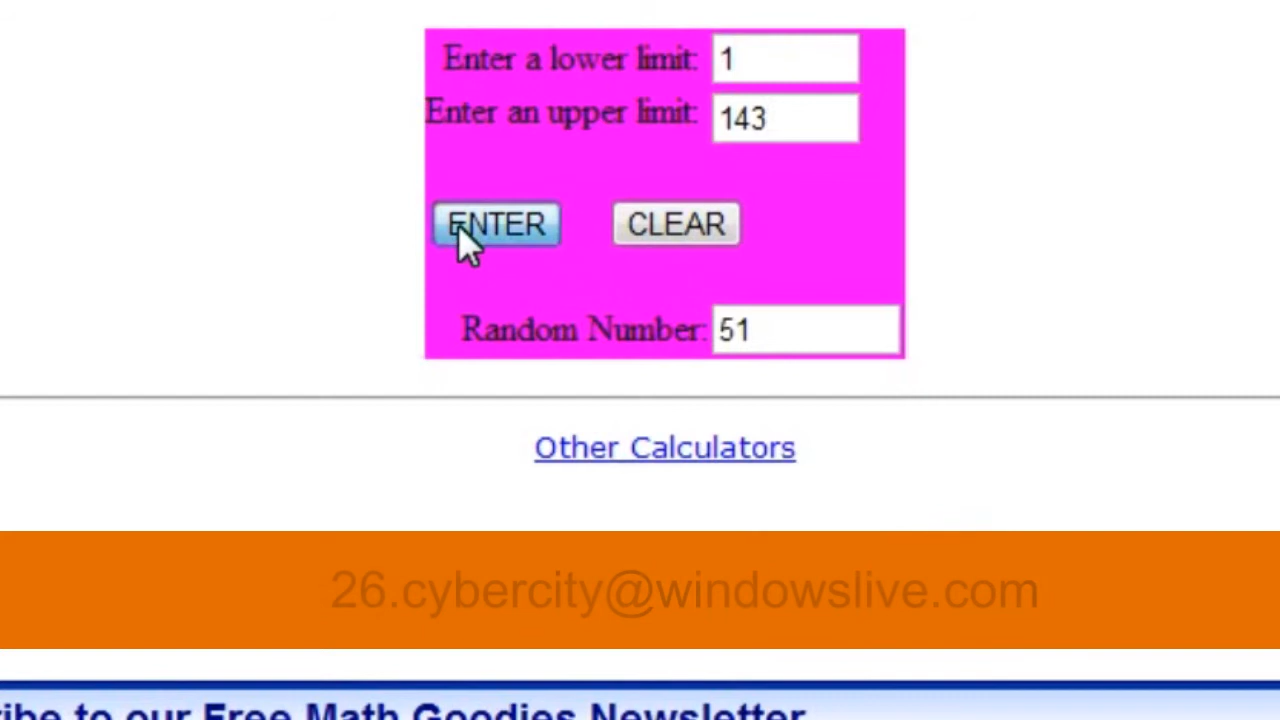 Enter a lower limit: 1
Enter an upper limit: 143
ENTER CLEAR
Random Number: 51
Other Calculators
26.cybercity@windowslive.com
to our Free Math Goodies Newsletter